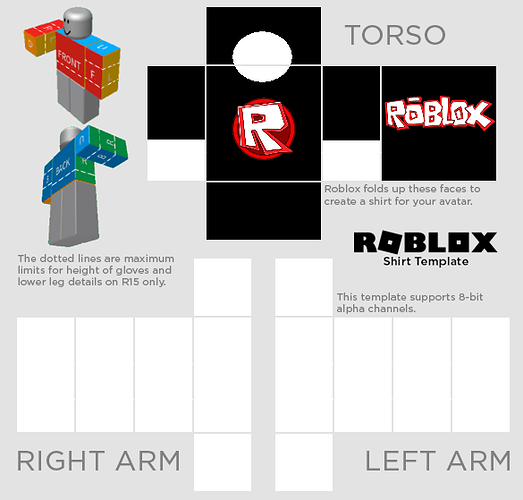 TORSO
FRONT
F
R
RŌBLOX
BACK
R
Roblox folds up these faces to
create a shirt for your avatar.
ROBLOX
Shirt Template
The dotted lines are maximum
limits for height of gloves and
lower leg details on R15 only.
This template supports 8-bit
alpha channels.
RIGHT ARM
LEFT ARM